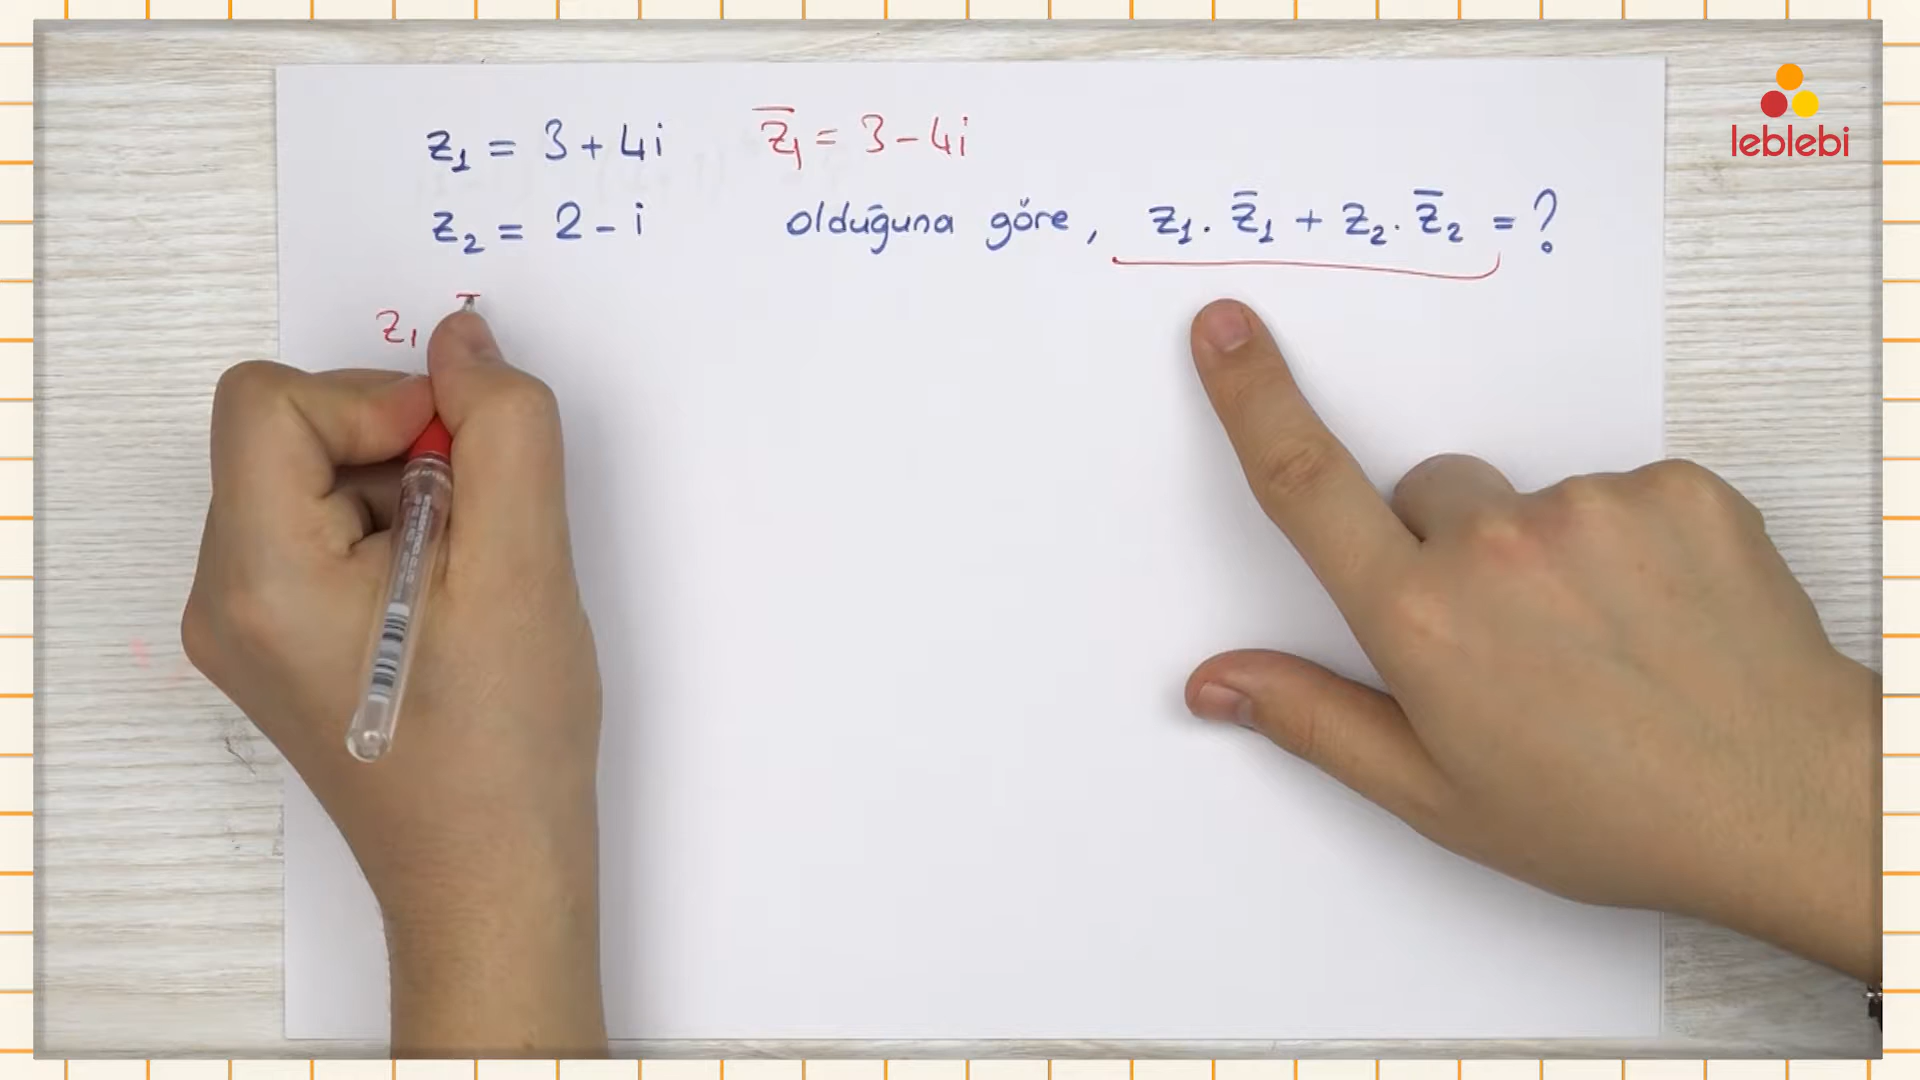 z₁ = 3 + 4i z̄₁ = 3 - 4i
z₂ = 2 - i olduğuna göre, z₁ . z̄₁ + z₂ . z̄₂ = ?
z₁
leblebi